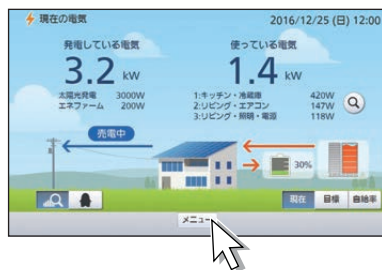 現在の電気
2016/12/25 (日) 12:00
発電している電気
3.2 kW
太陽光発電 3000W
エネファーム 200W
使っている電気
1.4 kW
1:キッチン・冷蔵庫 420W
2:リビング・エアコン 147W
3:リビング・照明・電源 118W
売電中
30%
現在 目標 自給率
メニュー